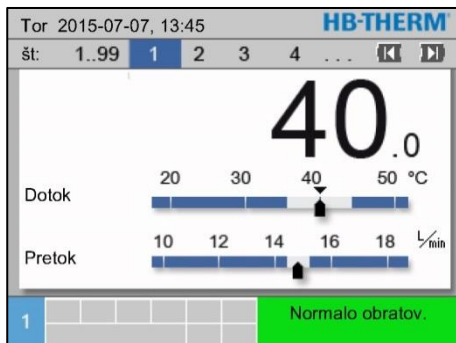 Tor 2015-07-07, 13:45 HB-THERM®
št: 1..99 1 2 3 4 ...
40.0
20 30 40 50 °C
Dotok
10 12 14 16 18 L/min
Pretok
1 Normalo obratov.